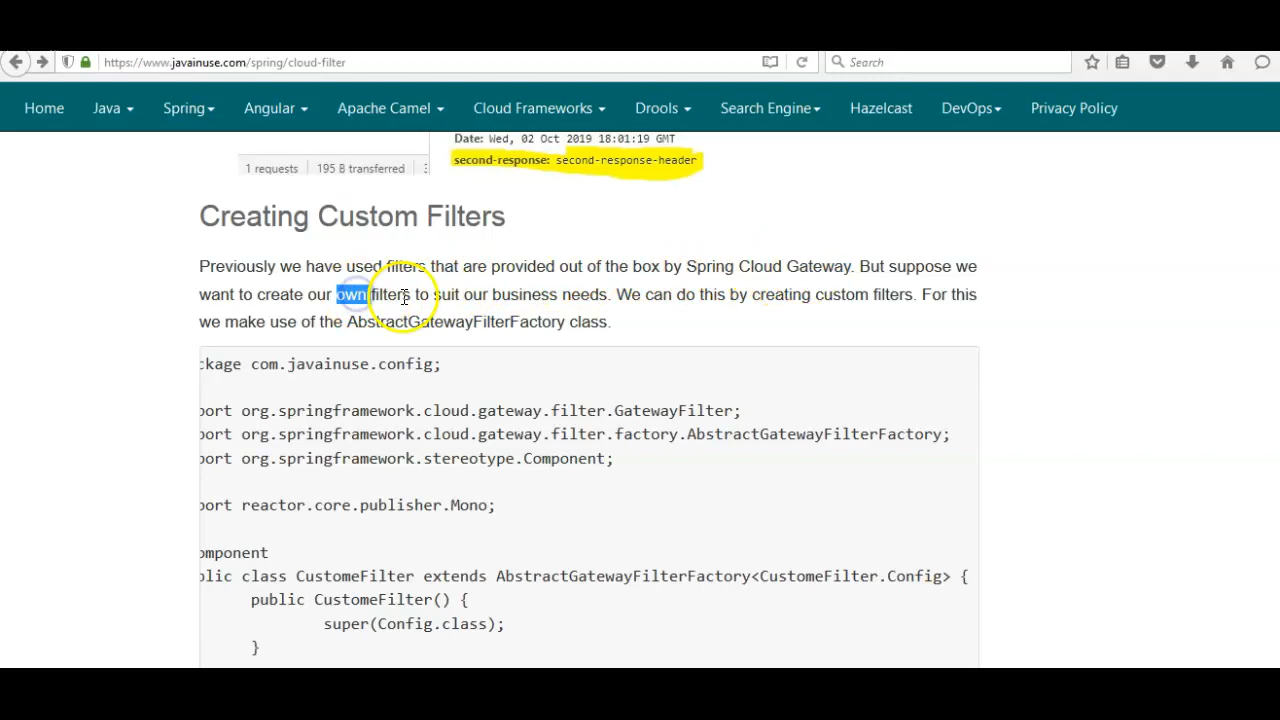 https://www.javainuse.com/spring/cloud-filter
Search
Home Java Spring Angular Apache Camel Cloud Frameworks Drools Search Engine Hazelcast DevOps Privacy Policy
Date: Wed, 02 Oct 2019 18:01:19 GMT
second-response: second-response-header
1 requests 195 B transferred
Creating Custom Filters
Previously we have used filters that are provided out of the box by Spring Cloud Gateway. But suppose we
want to create our own filters to suit our business needs. We can do this by creating custom filters. For this
we make use of the AbstractGatewayFilterFactory class.
ckage com.javainuse.config;
port org.springframework.cloud.gateway.filter.GatewayFilter;
port org.springframework.cloud.gateway.filter.factory.AbstractGatewayFilterFactory;
port org.springframework.stereotype.Component;
port reactor.core.publisher.Mono;
omponent
blic class CustomeFilter extends AbstractGatewayFilterFactory<CustomeFilter.Config> {
public CustomeFilter() {
super(Config.class);
}